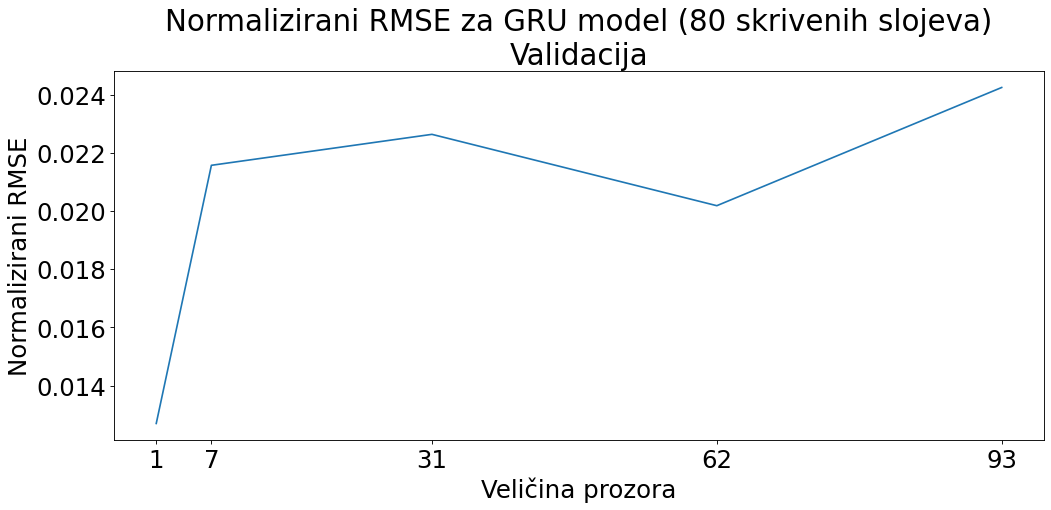 Normalizirani RMSE za GRU model (80 skrivenih slojeva)
Validacija
Normalizirani RMSE
0.024
0.022
0.020
0.018
0.016
0.014
1 7 31 62 93
Veličina prozora